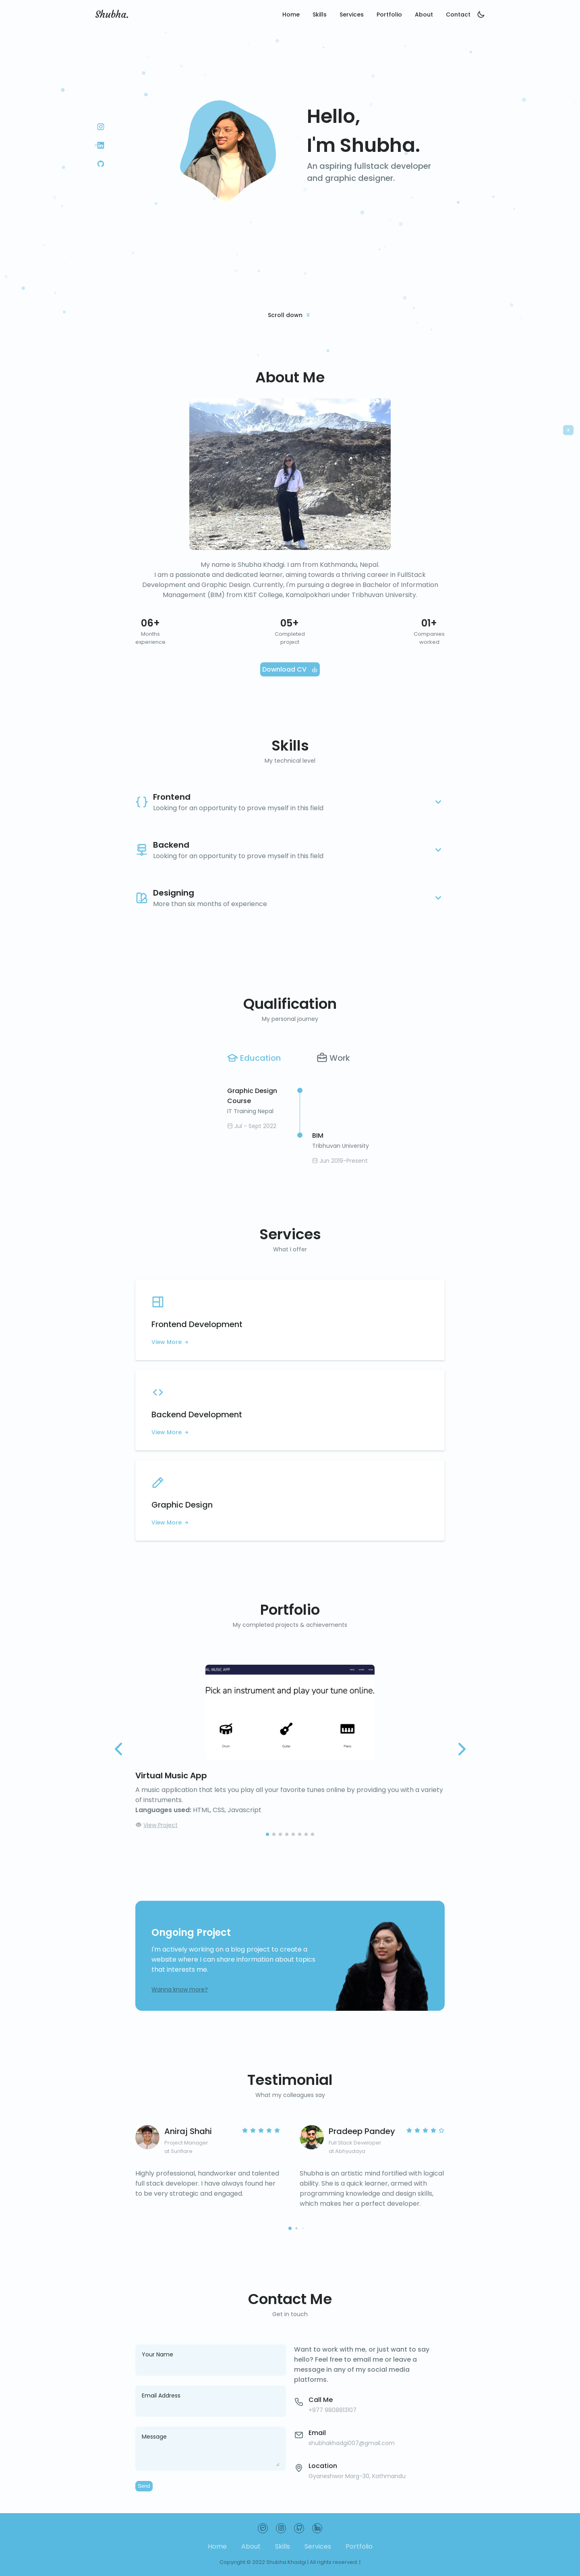 Shubha.
Home Skills Services Portfolio About Contact
Hello,
I'm Shubha.
An aspiring fullstack developer
and graphic designer.
Scroll down
About Me
My name is Shubha Khadgi. I am from Kathmandu, Nepal.
I am a passionate and dedicated learner, aiming towards a thriving career in FullStack
Development and Graphic Design. Currently, I'm pursuing a degree in Bachelor of Information
Management (BIM) from KIST College, Kamalpokhari under Tribhuvan University.
06+
Months
experience
05+
Completed
project
01+
Companies
worked
Download CV
Skills
My technical level
Frontend
Looking for an opportunity to prove myself in this field
Backend
Looking for an opportunity to prove myself in this field
Designing
More than six months of experience
Qualification
My personal journey
Education
Work
Graphic Design
Course
IT Training Nepal
Jul - Sept 2022
BIM
Tribhuvan University
Jun 2019-Present
Services
What I offer
Frontend Development
View More
Backend Development
View More
Graphic Design
View More
Portfolio
My completed projects & achievements
Pick an instrument and play your tune online.
Drum
Guitar
Piano
Virtual Music App
A music application that lets you play all your favorite tunes online by providing you with a variety
of instruments.
Languages used: HTML, CSS, Javascript
View Project
Ongoing Project
I'm actively working on a blog project to create a
website where I can share information about topics
that interests me.
Wanna know more?
Testimonial
What my colleagues say
Aniraj Shahi
Project Manager
at Sunflare
Highly professional, handworker and talented
full stack developer. I have always found her
to be very strategic and engaged.
Pradeep Pandey
Full Stack Developer
at Abhyudaya
Shubha is an artistic mind fortified with logical
ability. She is a quick learner, armed with
programming knowledge and design skills,
which makes her a perfect developer.
Contact Me
Get in touch
Your Name
Email Address
Message
Send
Want to work with me, or just want to say
hello? Feel free to email me or leave a
message in any of my social media
platforms.
Call Me
+977 9808813107
Email
shubhakhadgi007@gmail.com
Location
Gyaneshwor Marg-30, Kathmandu.
Home About Skills Services Portfolio
Copyright © 2022 Shubha Khadgi | All rights reserved. |